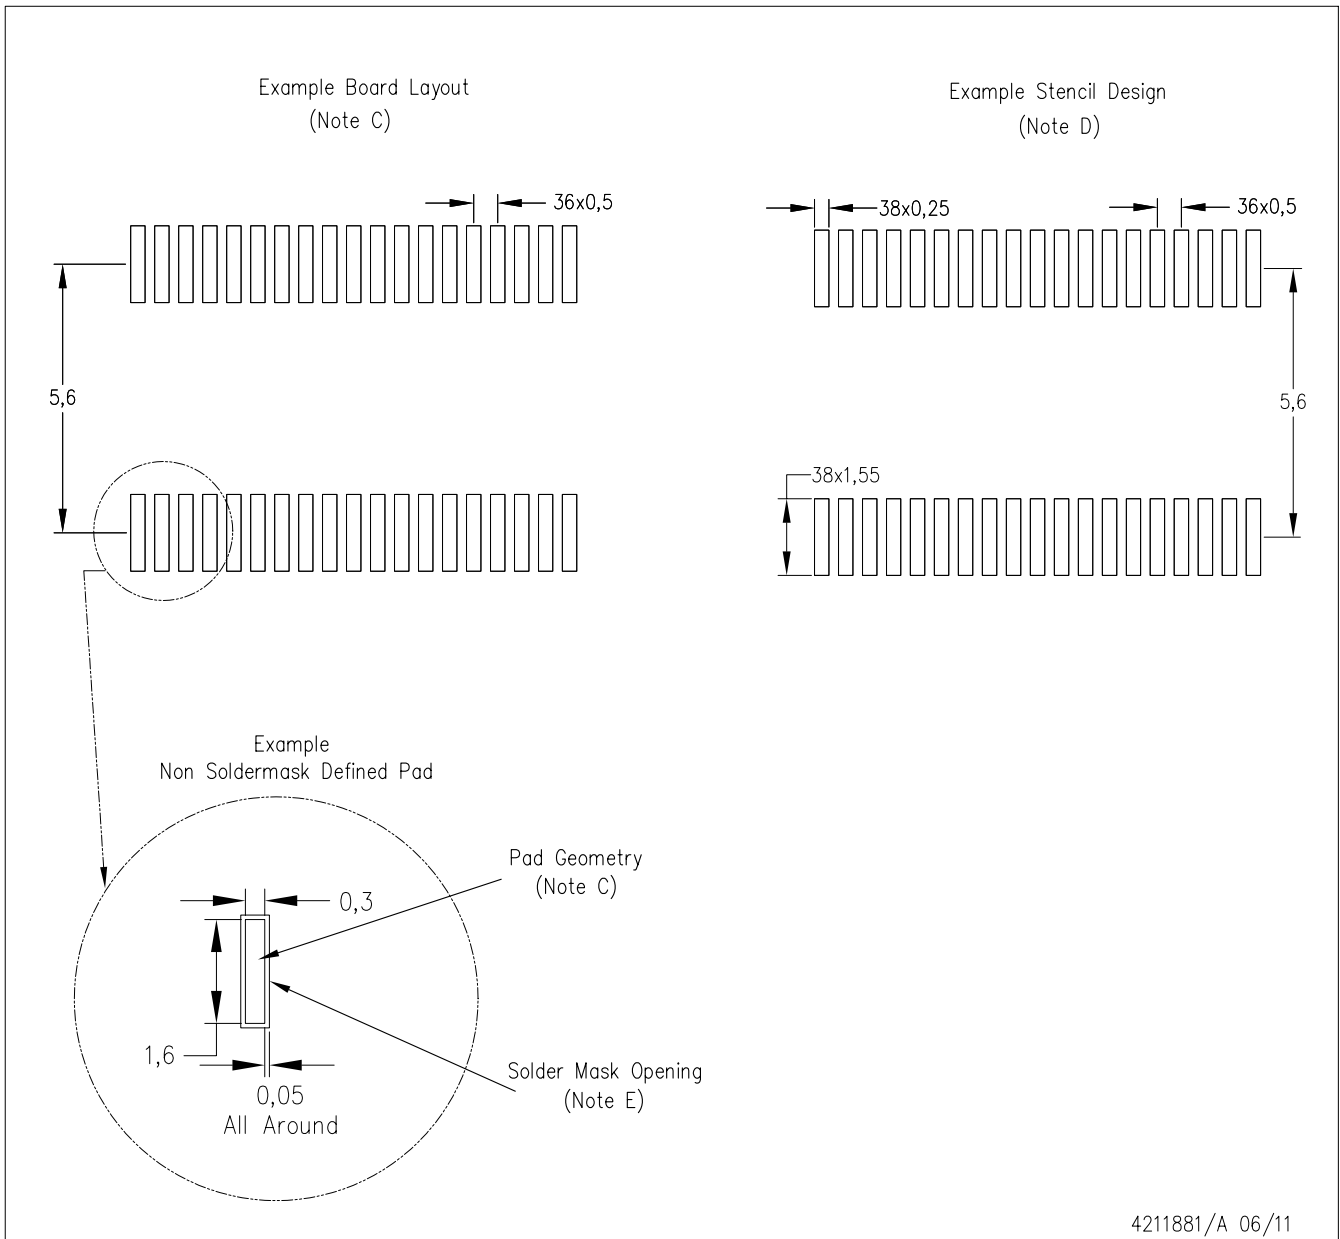 Example Board Layout
(Note C)
Example Stencil Design
(Note D)
36x0,5
38x0,25
36x0,5
5,6
5,6
38x1,55
Example
Non Soldermask Defined Pad
Pad Geometry
(Note C)
0,3
1,6
0,05
All Around
Solder Mask Opening
(Note E)
4211881/A 06/11